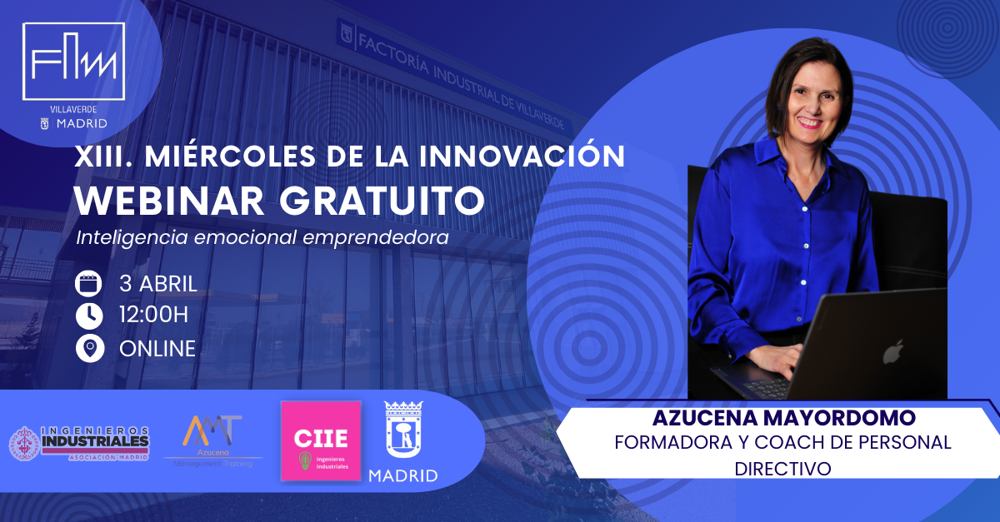 FIM
VILLAVERDE
MADRID
FACTORÍA INDUSTRIAL DE VILLAVERDE
XIII. MIÉRCOLES DE LA INNOVACIÓN
WEBINAR GRATUITO
Inteligencia emocional emprendedora
3 ABRIL
12:00H
ONLINE
INGENIEROS
INDUSTRIALES
ASOCIACIÓN MADRID
AMT
Azucena
Management Training
CIIE
Ingenieros
Industriales
MADRID
AZUCENA MAYORDOMO
FORMADORA Y COACH DE PERSONAL
DIRECTIVO